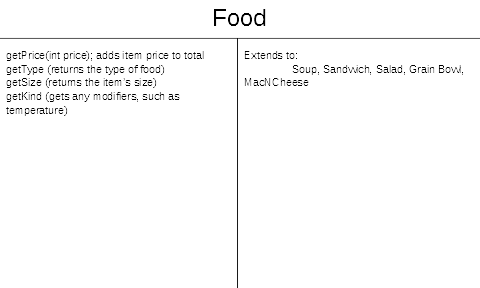 Food
getPrice(int price); adds item price to total
getType (returns the type of food)
getSize (returns the item's size)
getKind (gets any modifiers, such as
temperature)
Extends to:
Soup, Sandwich, Salad, Grain Bowl,
MacNCheese